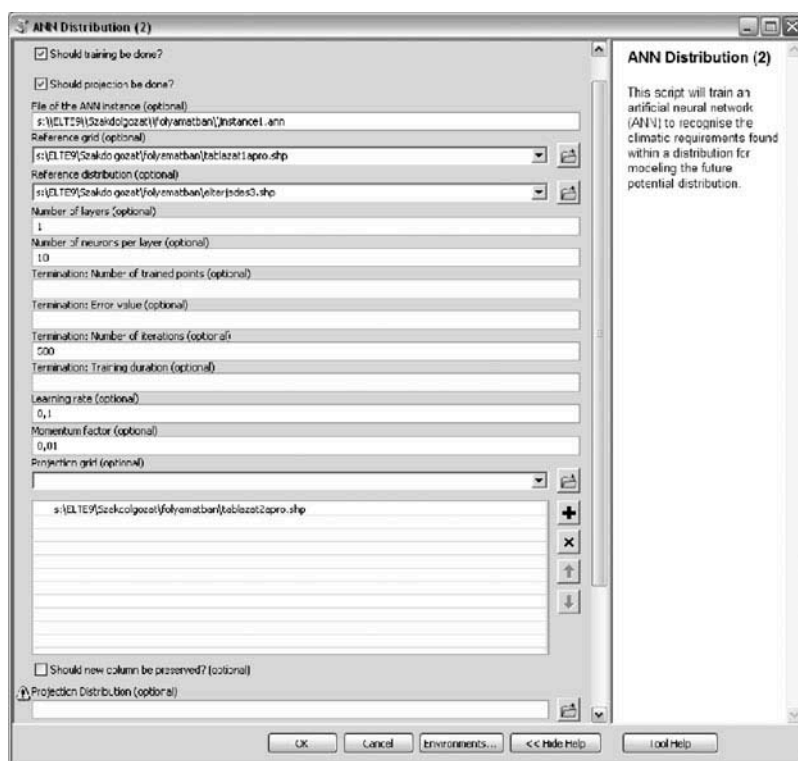 ANN Distribution (2)
Should training be done?
Should projection be done?
File of the ANN instance (optional)
s:\\ELTE9\\Szakdolgozat\\folyamatban\\instance1.ann
Reference grid (optional)
s:\ELTE9\Szakdolgozat\folyamatban\tablazat1apro.shp
Reference distribution (optional)
s:\ELTE9\Szakdolgozat\folyamatban\elterjedes3.shp
Number of layers (optional)
1
Number of neurons per layer (optional)
10
Termination: Number of trained points (optional)
Termination: Error value (optional)
Termination: Number of iterations (optional)
500
Termination: Training duration (optional)
Learning rate (optional)
0,1
Momentum factor (optional)
0,01
Projection grid (optional)
s:\ELTE9\Szakdolgozat\folyamatban\tablazat2apro.shp
Should new column be preserved? (optional)
Projection Distribution (optional)
OK
Cancel
Environments...
<< Hide Help
Tool Help
ANN Distribution (2)
This script will train an
artificial neural network
(ANN) to recognise the
climatic requirements found
within a distribution for
modeling the future
potential distribution.